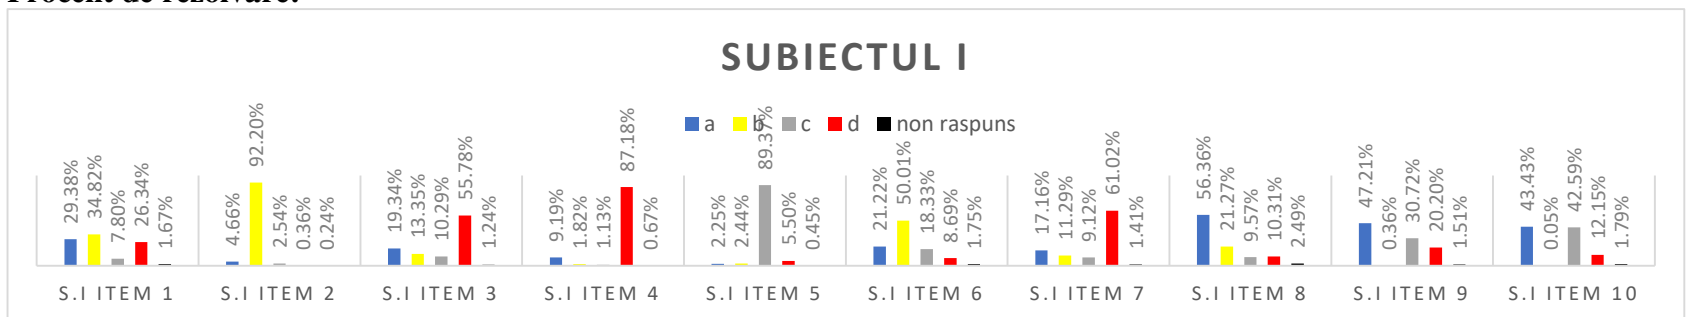 Procent de rezolvare:
SUBIECTUL I
a b c d non raspuns
29.38% 34.82% 7.80% 26.34% 1.67%
4.66% 92.20% 2.54% 0.36% 0.24%
19.34% 13.35% 10.29% 55.78% 1.24%
9.19% 1.82% 1.13% 87.18% 0.67%
2.25% 2.44% 89.37% 5.50% 0.45%
21.22% 50.01% 18.33% 8.69% 1.75%
17.16% 11.29% 9.12% 61.02% 1.41%
56.36% 21.27% 9.57% 10.31% 2.49%
47.21% 0.36% 30.72% 20.20% 1.51%
43.43% 0.05% 42.59% 12.15% 1.79%
S.I ITEM 1 S.I ITEM 2 S.I ITEM 3 S.I ITEM 4 S.I ITEM 5 S.I ITEM 6 S.I ITEM 7 S.I ITEM 8 S.I ITEM 9 S.I ITEM 10